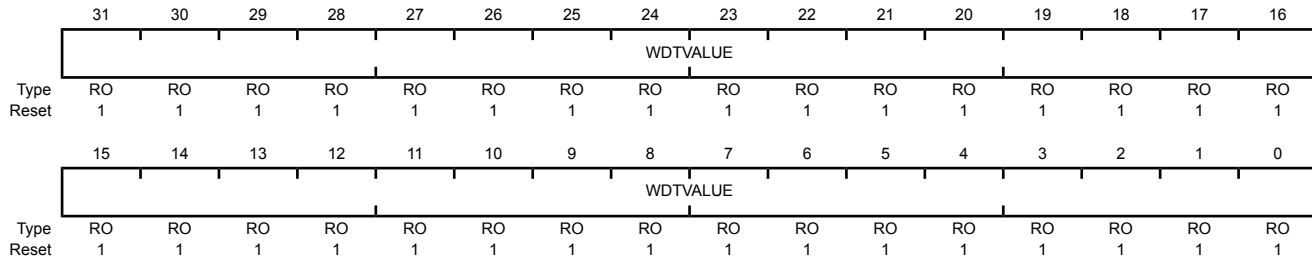 31 30 29 28 27 26 25 24 23 22 21 20 19 18 17 16
WDTVALUE
Type RO RO RO RO RO RO RO RO RO RO RO RO RO RO RO RO
Reset 1 1 1 1 1 1 1 1 1 1 1 1 1 1 1 1
15 14 13 12 11 10 9 8 7 6 5 4 3 2 1 0
WDTVALUE
Type RO RO RO RO RO RO RO RO RO RO RO RO RO RO RO RO
Reset 1 1 1 1 1 1 1 1 1 1 1 1 1 1 1 1